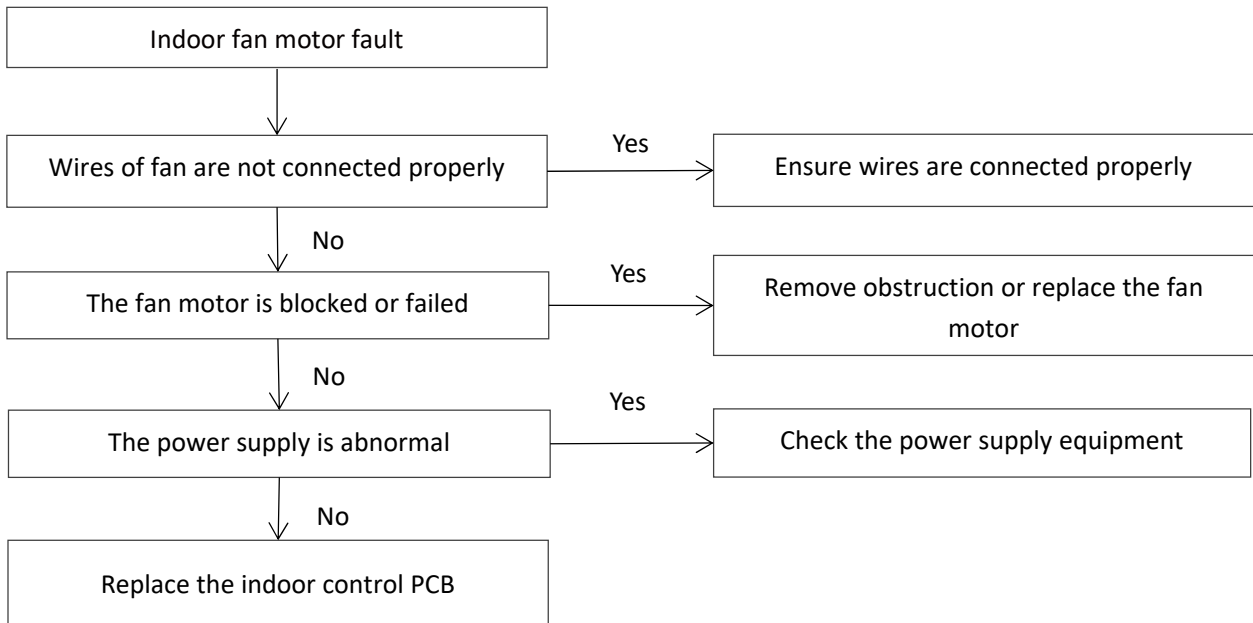 Indoor fan motor fault
Yes
Wires of fan are not connected properly
Ensure wires are connected properly
No
Yes
The fan motor is blocked or failed
Remove obstruction or replace the fan
motor
No
Yes
The power supply is abnormal
Check the power supply equipment
No
Replace the indoor control PCB